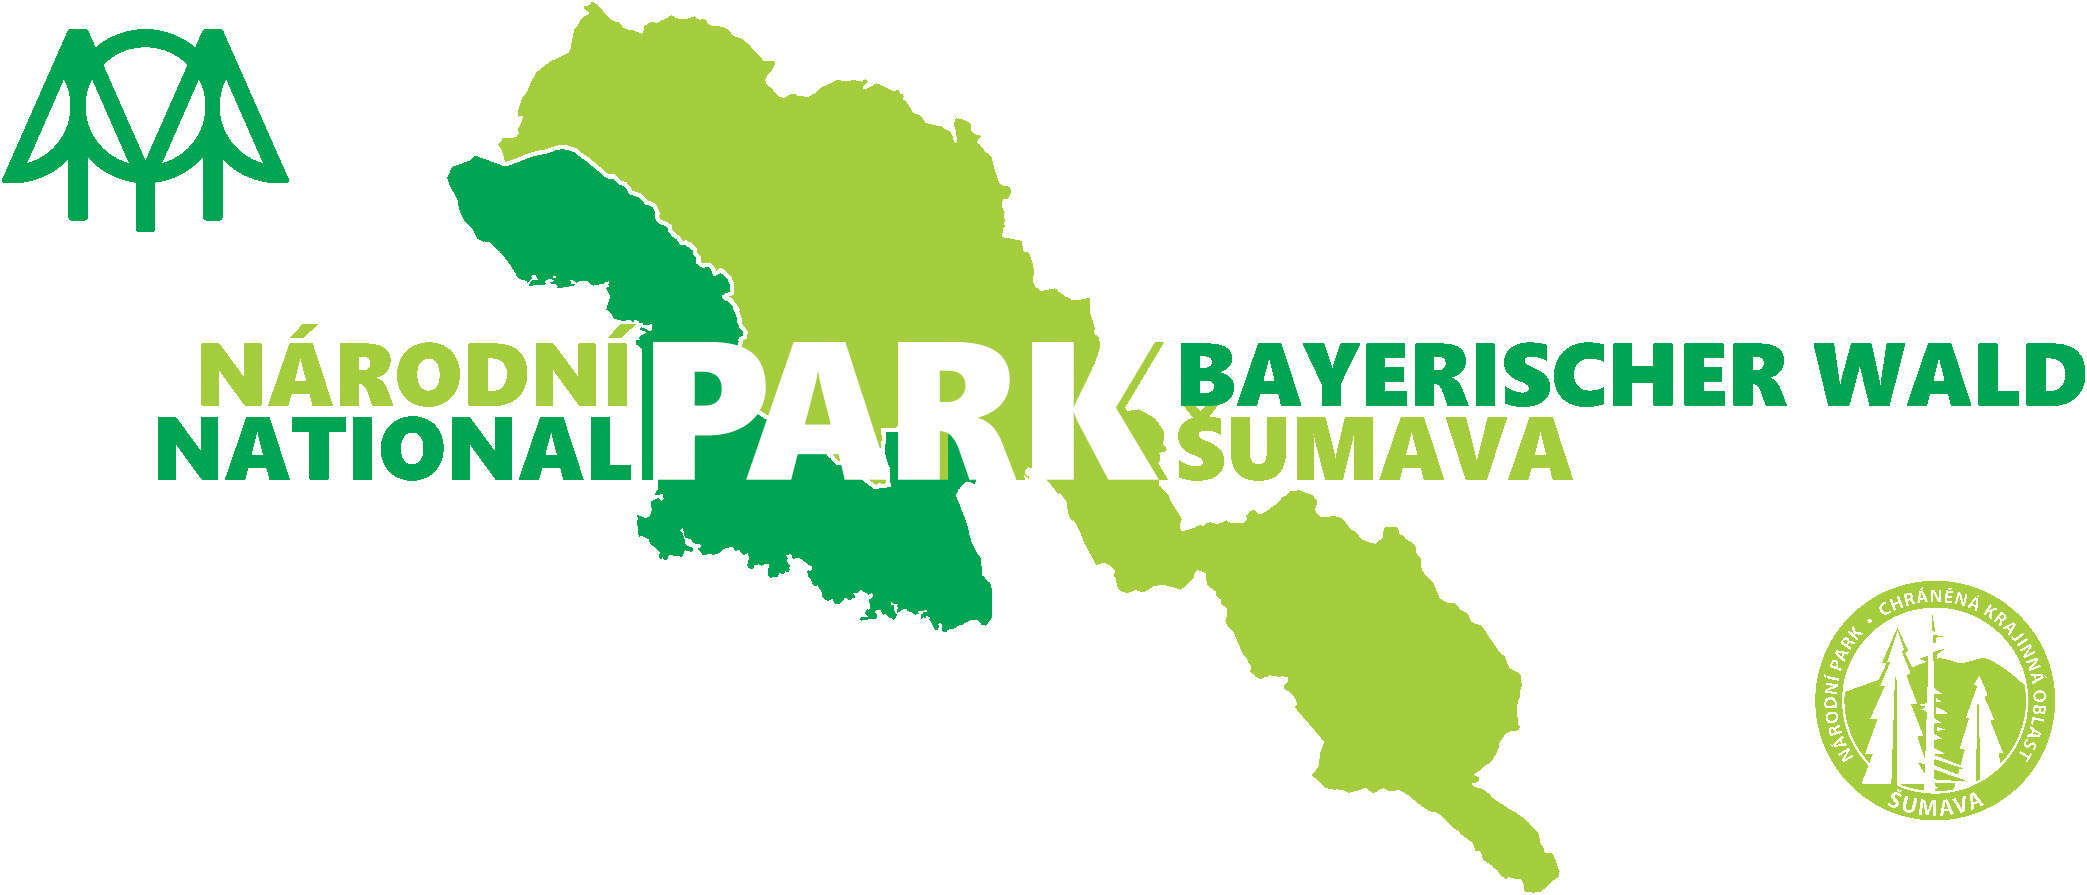 NÁRODNÍ PARK BAYERISCHER WALD
NATIONAL ŠUMAVA
NÁRODNÍ PARK • CHRÁNĚNÁ KRAJINNÁ OBLAST
ŠUMAVA